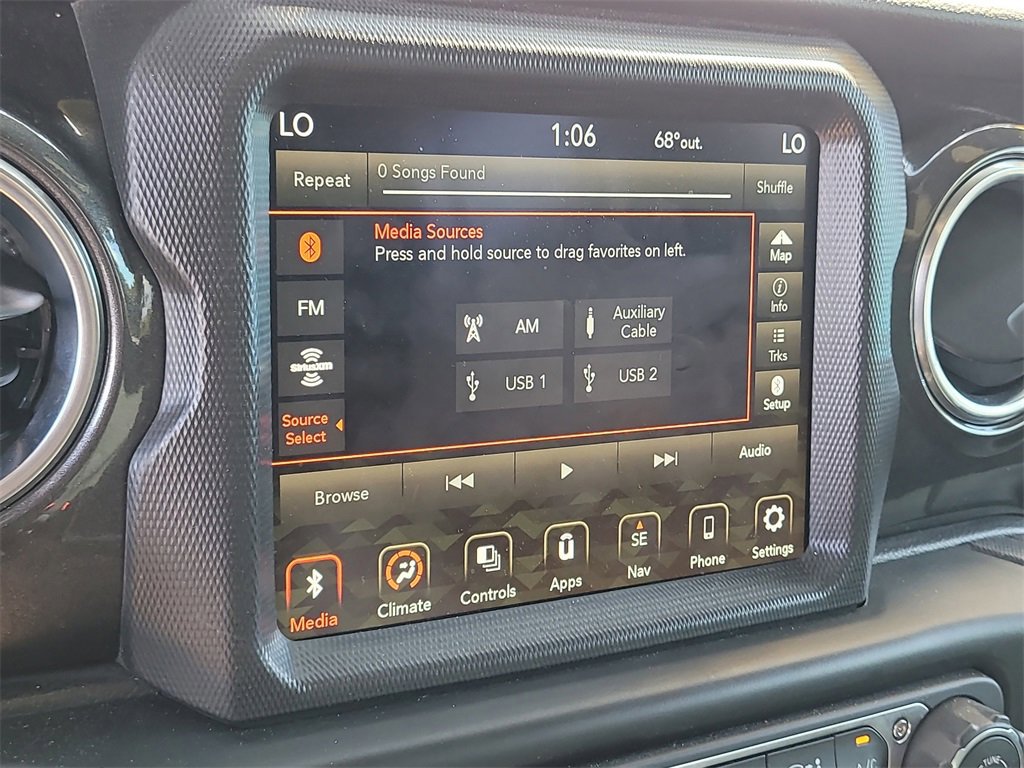 LO 1:06 68°out. LO
Repeat 0 Songs Found Shuffle
Media Sources
Press and hold source to drag favorites on left.
Map
FM
Info
AM
Auxiliary
Cable
SiriusXM
Trks
USB 1
USB 2
Setup
Source
Select
Browse
Audio
Media
Climate
Controls
Apps
SE
Nav
Phone
Settings
A/C
TUNE